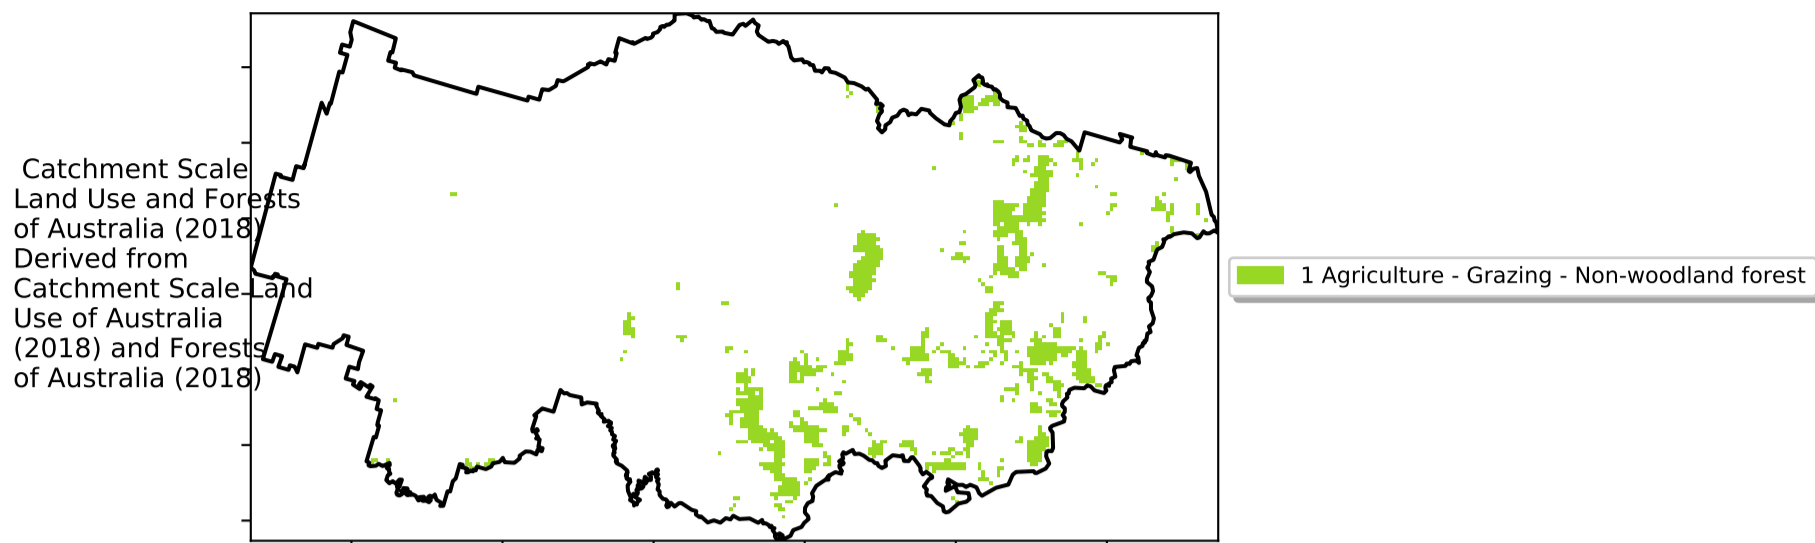 Catchment Scale
Land Use and Forests
of Australia (2018)
Derived from
Catchment Scale Land
Use of Australia
(2018) and Forests
of Australia (2018)
1 Agriculture - Grazing - Non-woodland forest